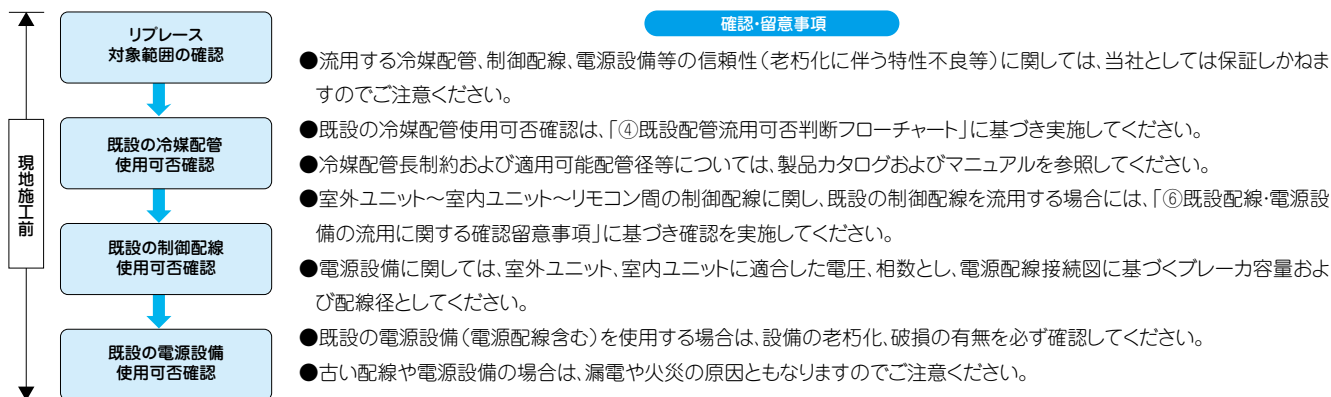 現地施工前
リプレース
対象範囲の確認
既設の冷媒配管
使用可否確認
既設の制御配線
使用可否確認
既設の電源設備
使用可否確認
確認・留意事項
●流用する冷媒配管、制御配線、電源設備等の信頼性（老朽化に伴う特性不良等）に関しては、当社としては保証しかねま
すのでご注意ください。
●既設の冷媒配管使用可否確認は、「④既設配管流用可否判断フローチャート」に基づき実施してください。
●冷媒配管長制約および適用可能配管径等については、製品カタログおよびマニュアルを参照してください。
●室外ユニット～室内ユニット～リモコン間の制御配線に関し、既設の制御配線を流用する場合には、「⑥既設配線・電源設
備の流用に関する確認留意事項」に基づき確認を実施してください。
●電源設備に関しては、室外ユニット、室内ユニットに適合した電圧、相数とし、電源配線接続図に基づくブレーカ容量およ
び配線径としてください。
●既設の電源設備（電源配線含む）を使用する場合は、設備の老朽化、破損の有無を必ず確認してください。
●古い配線や電源設備の場合は、漏電や火災の原因ともなりますのでご注意ください。